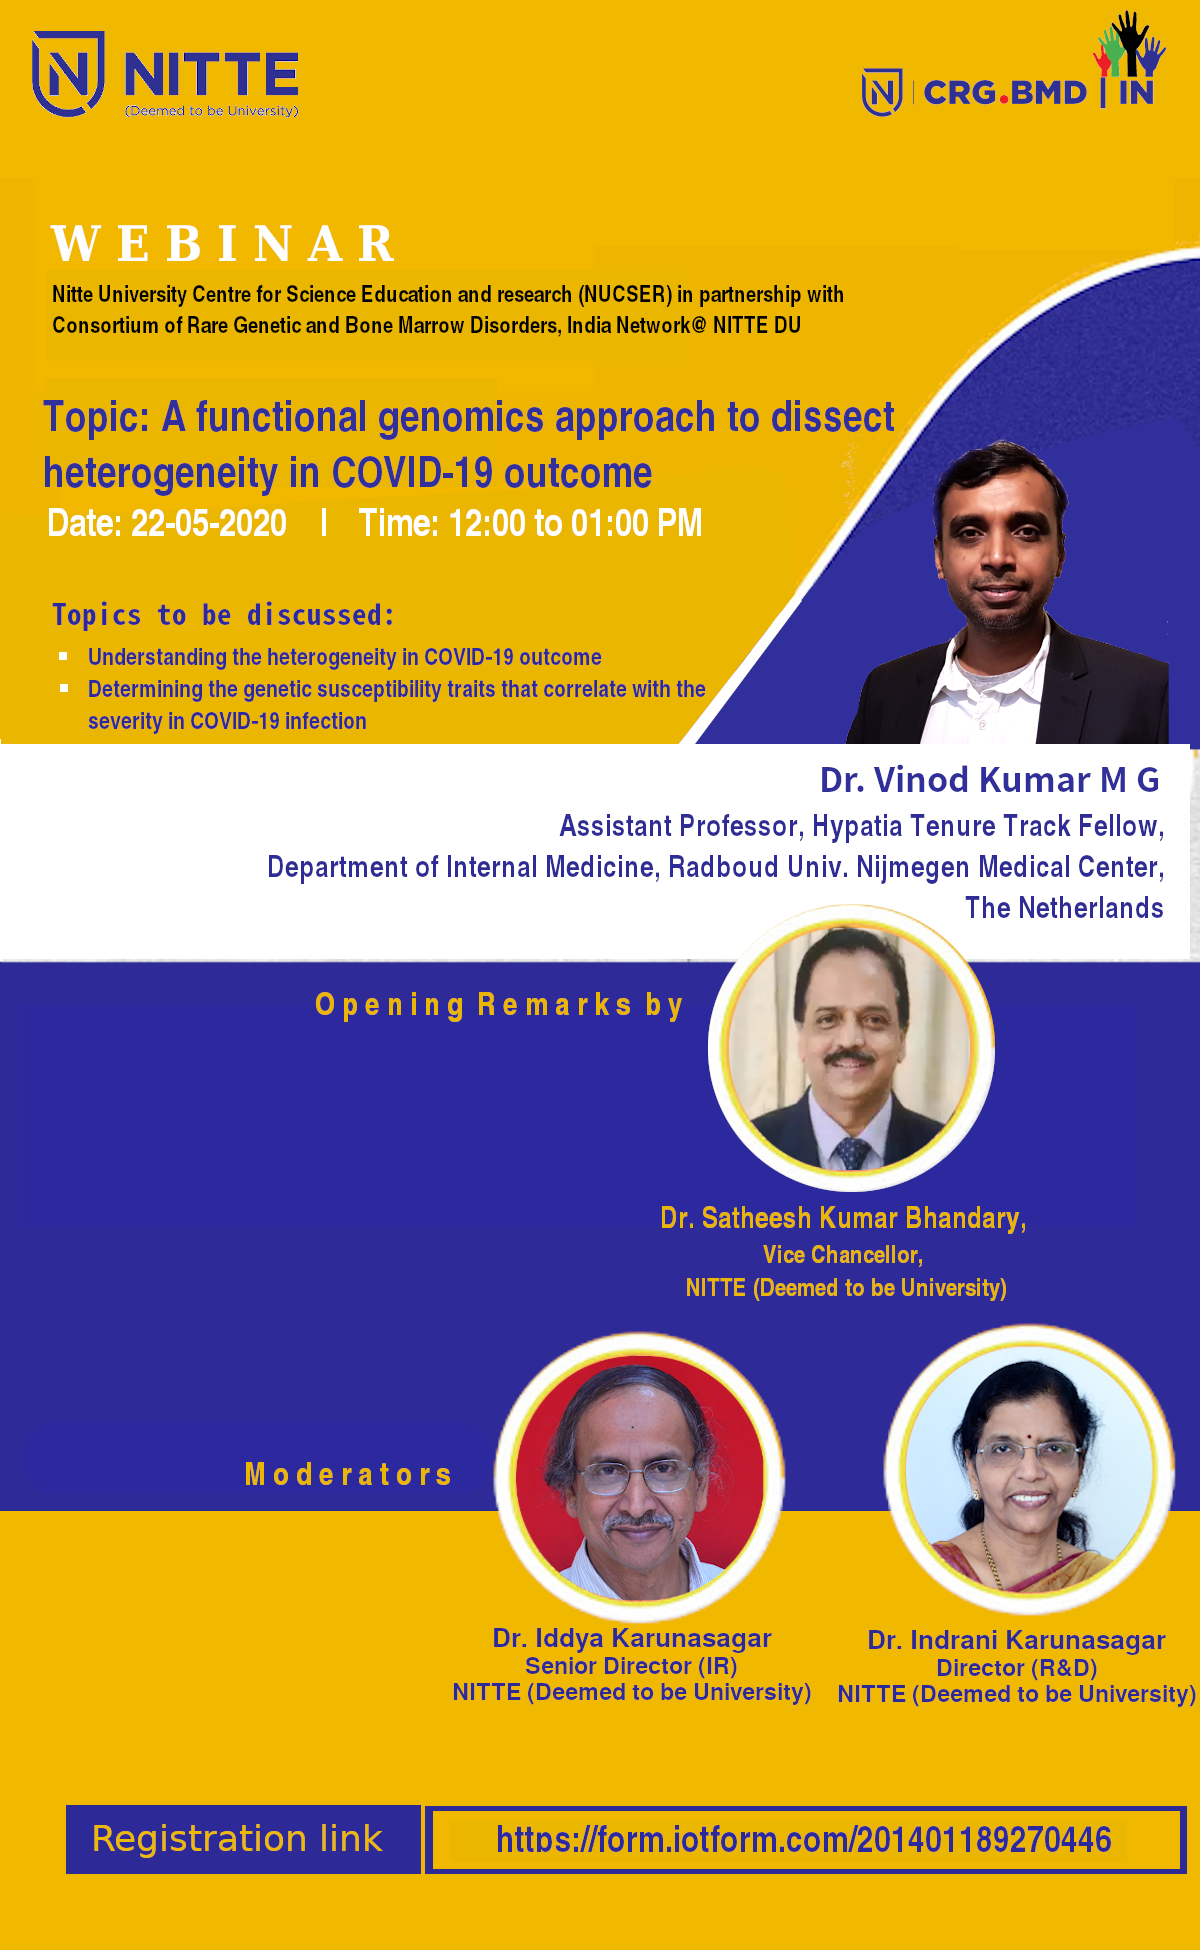 NITTE
(Deemed to be University)
CRG.BMD | IN
WEBINAR
Nitte University Centre for Science Education and research (NUCSER) in partnership with
Consortium of Rare Genetic and Bone Marrow Disorders, India Network@ NITTE DU
Topic: A functional genomics approach to dissect
heterogeneity in COVID-19 outcome
Date: 22-05-2020 | Time: 12:00 to 01:00 PM
Topics to be discussed:
Understanding the heterogeneity in COVID-19 outcome
Determining the genetic susceptibility traits that correlate with the
severity in COVID-19 infection
Dr. Vinod Kumar M G
Assistant Professor, Hypatia Tenure Track Fellow,
Department of Internal Medicine, Radboud Univ. Nijmegen Medical Center,
The Netherlands
Opening Remarks by
Dr. Satheesh Kumar Bhandary,
Vice Chancellor,
NITTE (Deemed to be University)
Moderators
Dr. Iddya Karunasagar
Senior Director (IR)
NITTE (Deemed to be University)
Dr. Indrani Karunasagar
Director (R&D)
NITTE (Deemed to be University)
Registration link
https://form.jotform.com/201401189270446